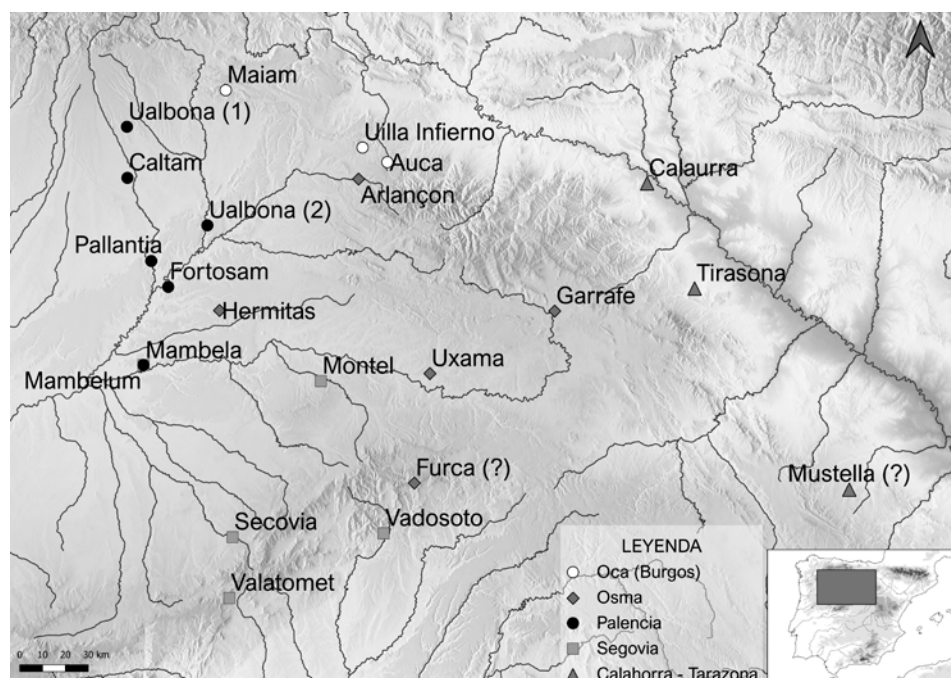 Maiam
Ualbona (1)
Uilla Infierno
Auca
Caltam
Arlançon
Calaurra
Ualbona (2)
Pallantia
Fortosam
Tirasona
Garrafe
Hermitas
Mambela
Uxama
Montel
Mambelum
Furca (?)
Mustella (?)
Secovia
Vadosoto
LEYENDA
Oca (Burgos)
Osma
Valatomet
Palencia
Segovia
Calahorra - Tarazona
0 10 20 30 km